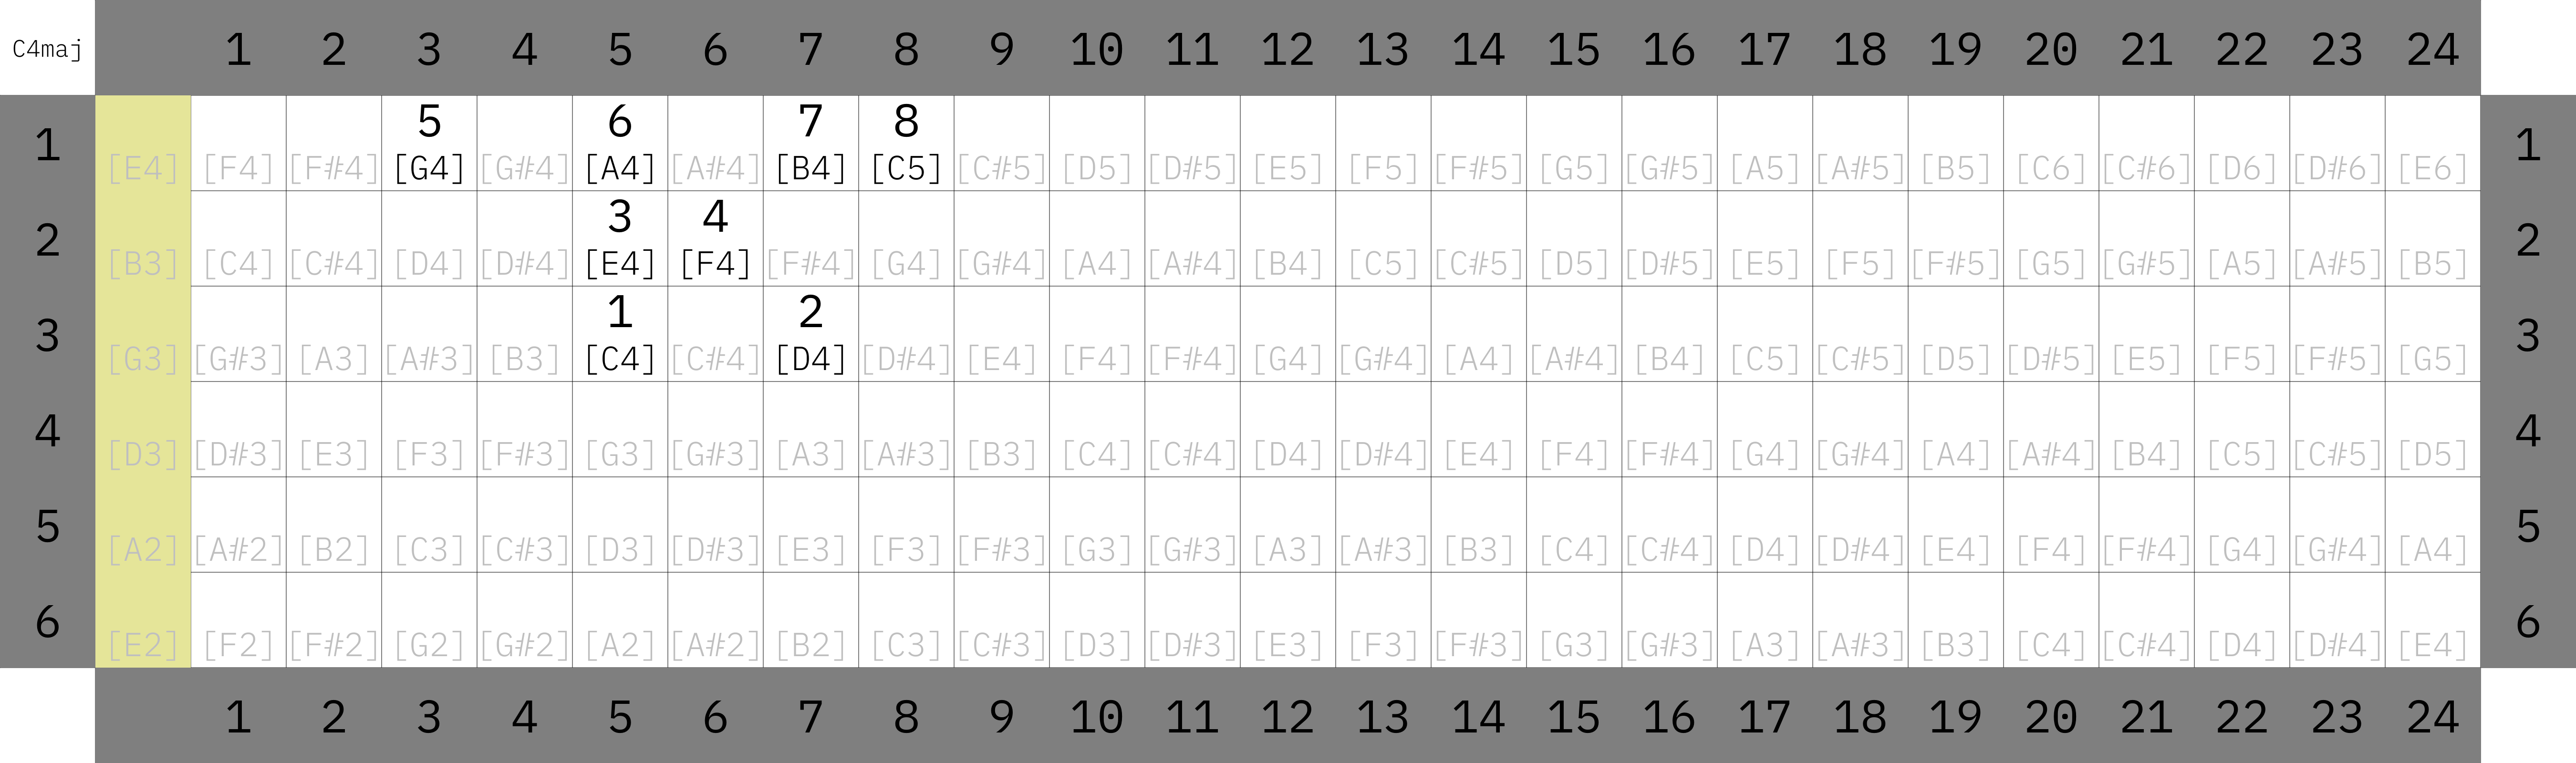 C4maj 1 2 3 4 5 6 7 8 9 10 11 12 13 14 15 16 17 18 19 20 21 22 23 24
5 6 7 8
1 [E4] [F4] [F#4] [G4] [G#4] [A4] [A#4] [B4] [C5] [C#5] [D5] [D#5] [E5] [F5] [F#5] [G5] [G#5] [A5] [A#5] [B5] [C6] [C#6] [D6] [D#6] [E6] 1
3 4
2 [B3] [C4] [C#4] [D4] [D#4] [E4] [F4] [F#4] [G4] [G#4] [A4] [A#4] [B4] [C5] [C#5] [D5] [D#5] [E5] [F5] [F#5] [G5] [G#5] [A5] [A#5] [B5] 2
1 2
3 [G3] [G#3] [A3] [A#3] [B3] [C4] [C#4] [D4] [D#4] [E4] [F4] [F#4] [G4] [G#4] [A4] [A#4] [B4] [C5] [C#5] [D5] [D#5] [E5] [F5] [F#5] [G5] 3
4 [D3] [D#3] [E3] [F3] [F#3] [G3] [G#3] [A3] [A#3] [B3] [C4] [C#4] [D4] [D#4] [E4] [F4] [F#4] [G4] [G#4] [A4] [A#4] [B4] [C5] [C#5] [D5] 4
5 [A2] [A#2] [B2] [C3] [C#3] [D3] [D#3] [E3] [F3] [F#3] [G3] [G#3] [A3] [A#3] [B3] [C4] [C#4] [D4] [D#4] [E4] [F4] [F#4] [G4] [G#4] [A4] 5
6 [E2] [F2] [F#2] [G2] [G#2] [A2] [A#2] [B2] [C3] [C#3] [D3] [D#3] [E3] [F3] [F#3] [G3] [G#3] [A3] [A#3] [B3] [C4] [C#4] [D4] [D#4] [E4] 6
1 2 3 4 5 6 7 8 9 10 11 12 13 14 15 16 17 18 19 20 21 22 23 24